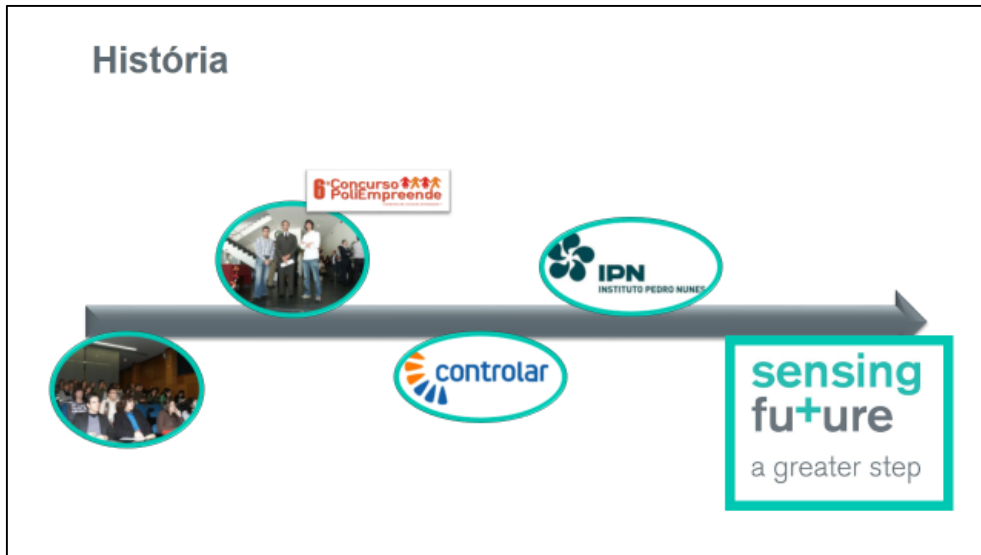 História
6º Concurso
PoliEmpreende
IPN
INSTITUTO PEDRO NUNES
controlar
sensing
fu+ure
a greater step